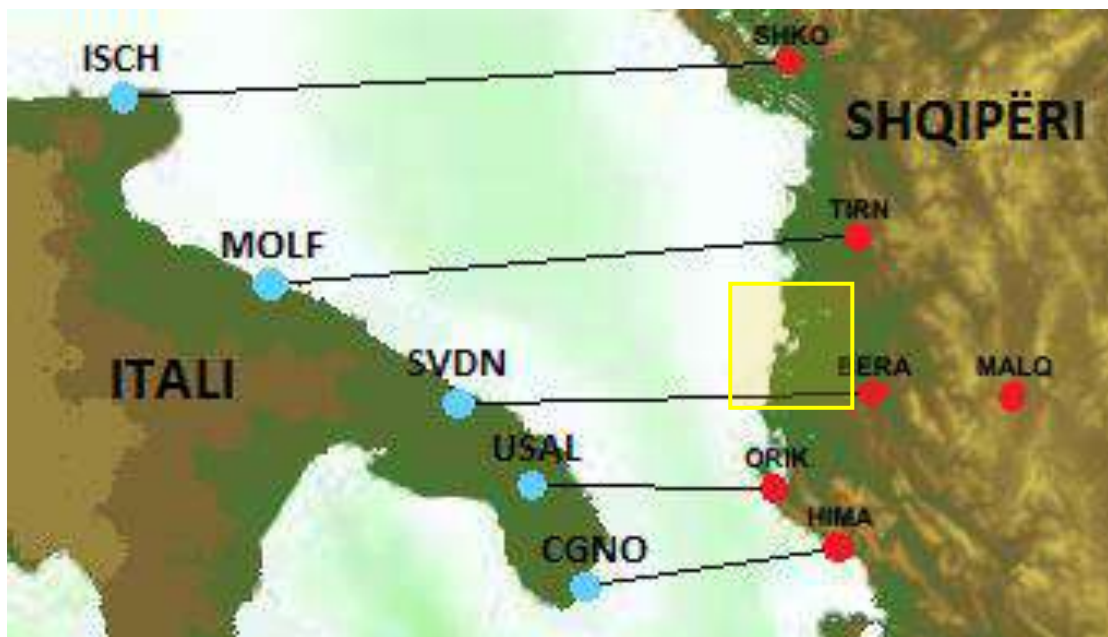 SHKO
ISCH
SHQIPËRI
TIRN
MOLF
ITALI
SVDN
BERA
MALQ
USAL
ORIK
HIMA
CGNO